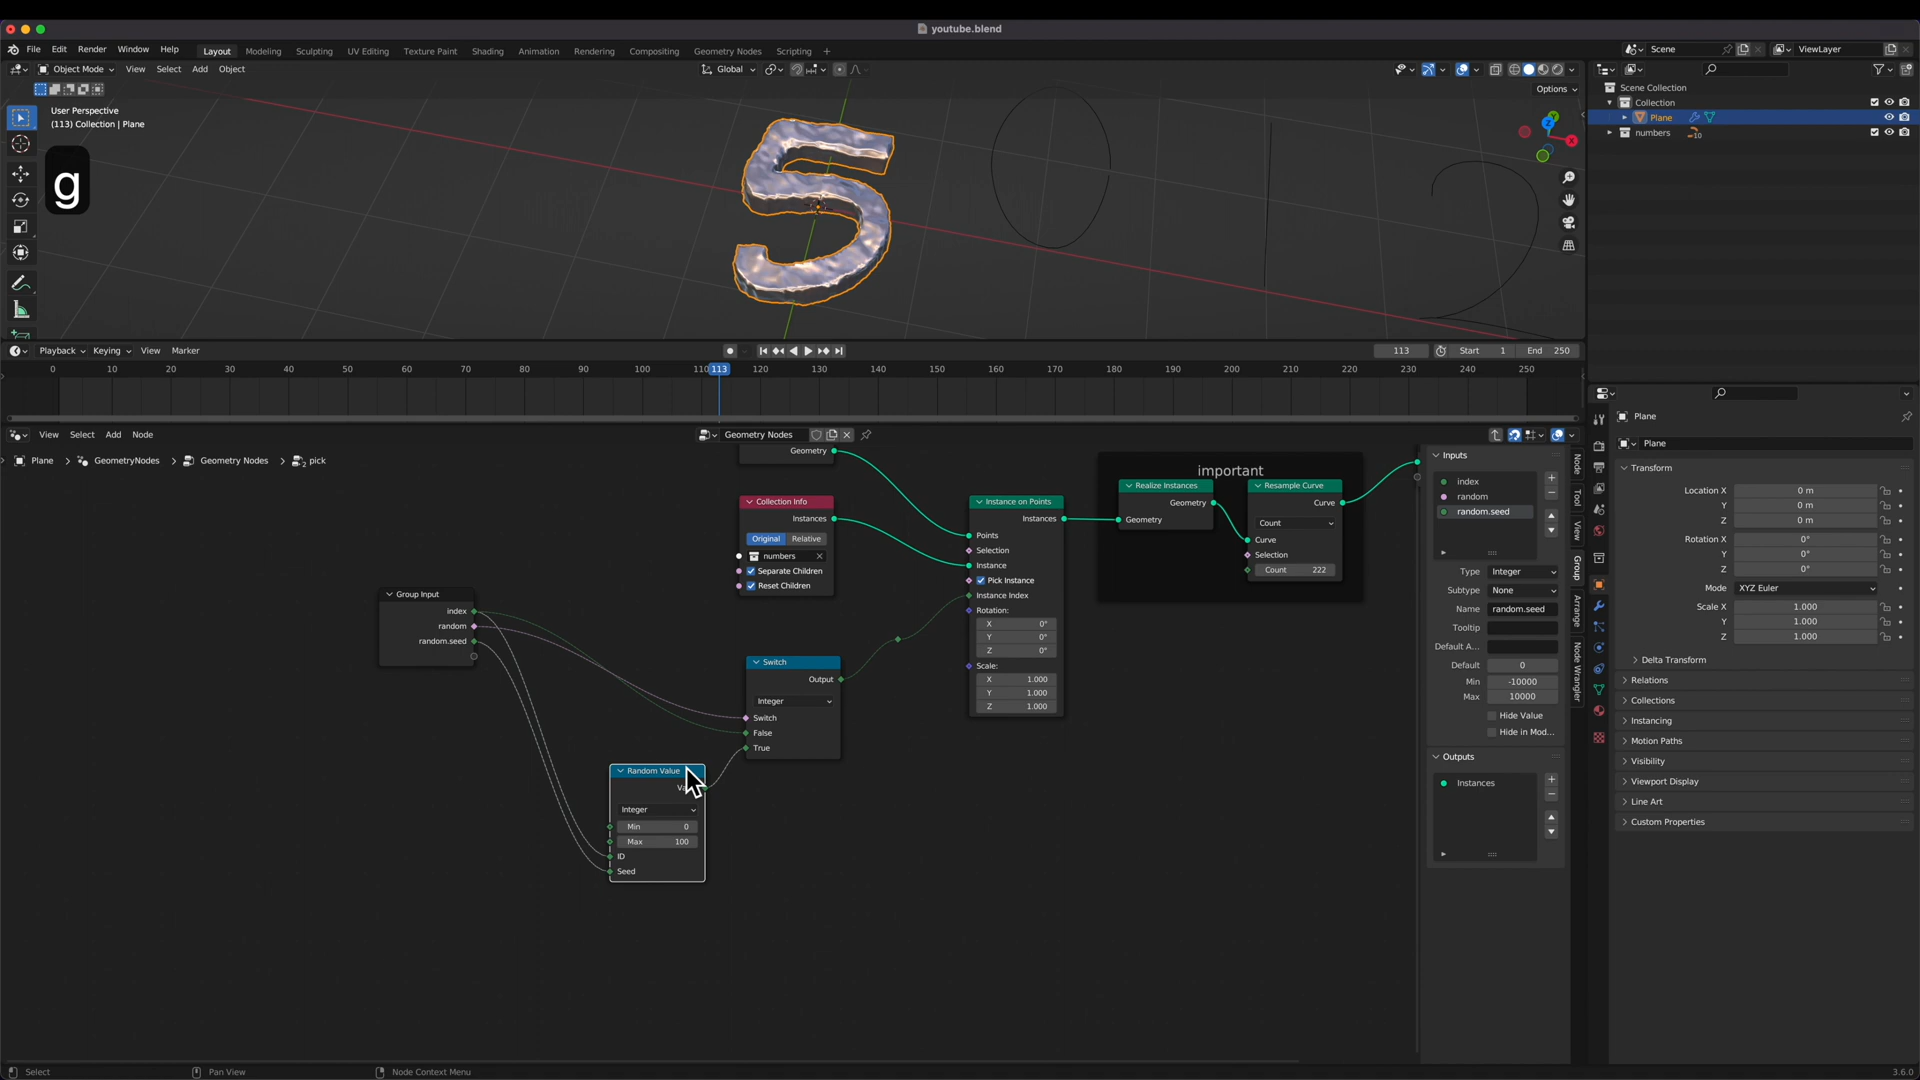 youtube.blend
File Edit Render Window Help Layout Modeling Sculpting UV Editing Texture Paint Shading Animation Rendering Compositing Geometry Nodes Scripting + Scene ViewLayer
Object Mode View Select Add Object Global
Options
User Perspective
(113) Collection | Plane
g
5
Z Y X
Scene Collection
Collection
Plane
numbers 10
Playback Keying View Marker 113 Start 1 End 250
0 10 20 30 40 50 60 70 80 90 100 110 113 120 130 140 150 160 170 180 190 200 210 220 230 240 250
View Select Add Node Geometry Nodes
Plane > GeometryNodes > Geometry Nodes > pick
Geometry
Collection Info
Instances
Original Relative
numbers
Separate Children
Reset Children
Group Input
index
random
random.seed
Switch
Output
Integer
Switch
False
True
Random Value
Va
Integer
Min 0
Max 100
ID
Seed
Instance on Points
Instances
Points
Selection
Instance
Pick Instance
Instance Index
Rotation:
X 0°
Y 0°
Z 0°
Scale:
X 1.000
Y 1.000
Z 1.000
important
Realize Instances
Geometry
Geometry
Resample Curve
Curve
Count
Curve
Selection
Count 222
Inputs
index
random
random.seed
Type Integer
Subtype None
Name random.seed
Tooltip
Default A...
Default 0
Min -10000
Max 10000
Hide Value
Hide in Mod...
Outputs
Instances
Node
Tool
View
Group
Arrange
Node Wrangler
Plane
Plane
Transform
Location X 0 m
Y 0 m
Z 0 m
Rotation X 0°
Y 0°
Z 0°
Mode XYZ Euler
Scale X 1.000
Y 1.000
Z 1.000
Delta Transform
Relations
Collections
Instancing
Motion Paths
Visibility
Viewport Display
Line Art
Custom Properties
Select Pan View Node Context Menu 3.6.0